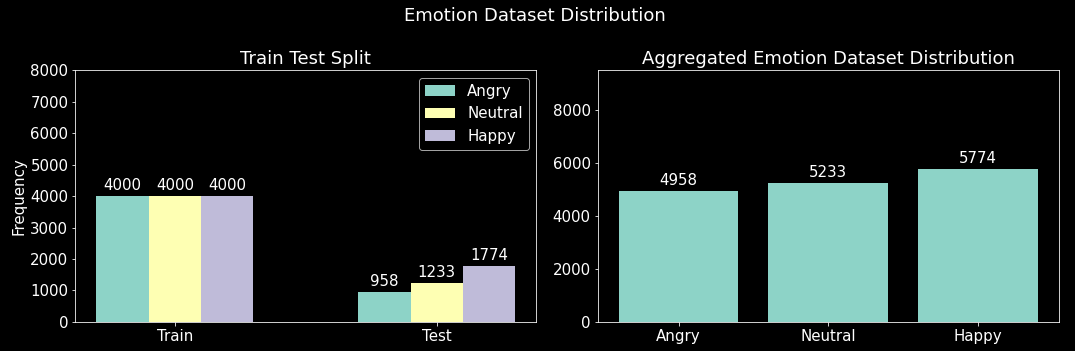 Emotion Dataset Distribution
Train Test Split
8000
7000
6000
5000
4000
3000
2000
1000
0
Frequency
Angry
Neutral
Happy
4000 4000 4000
958 1233 1774
Train Test
Aggregated Emotion Dataset Distribution
8000
6000
4000
2000
0
4958 5233 5774
Angry Neutral Happy